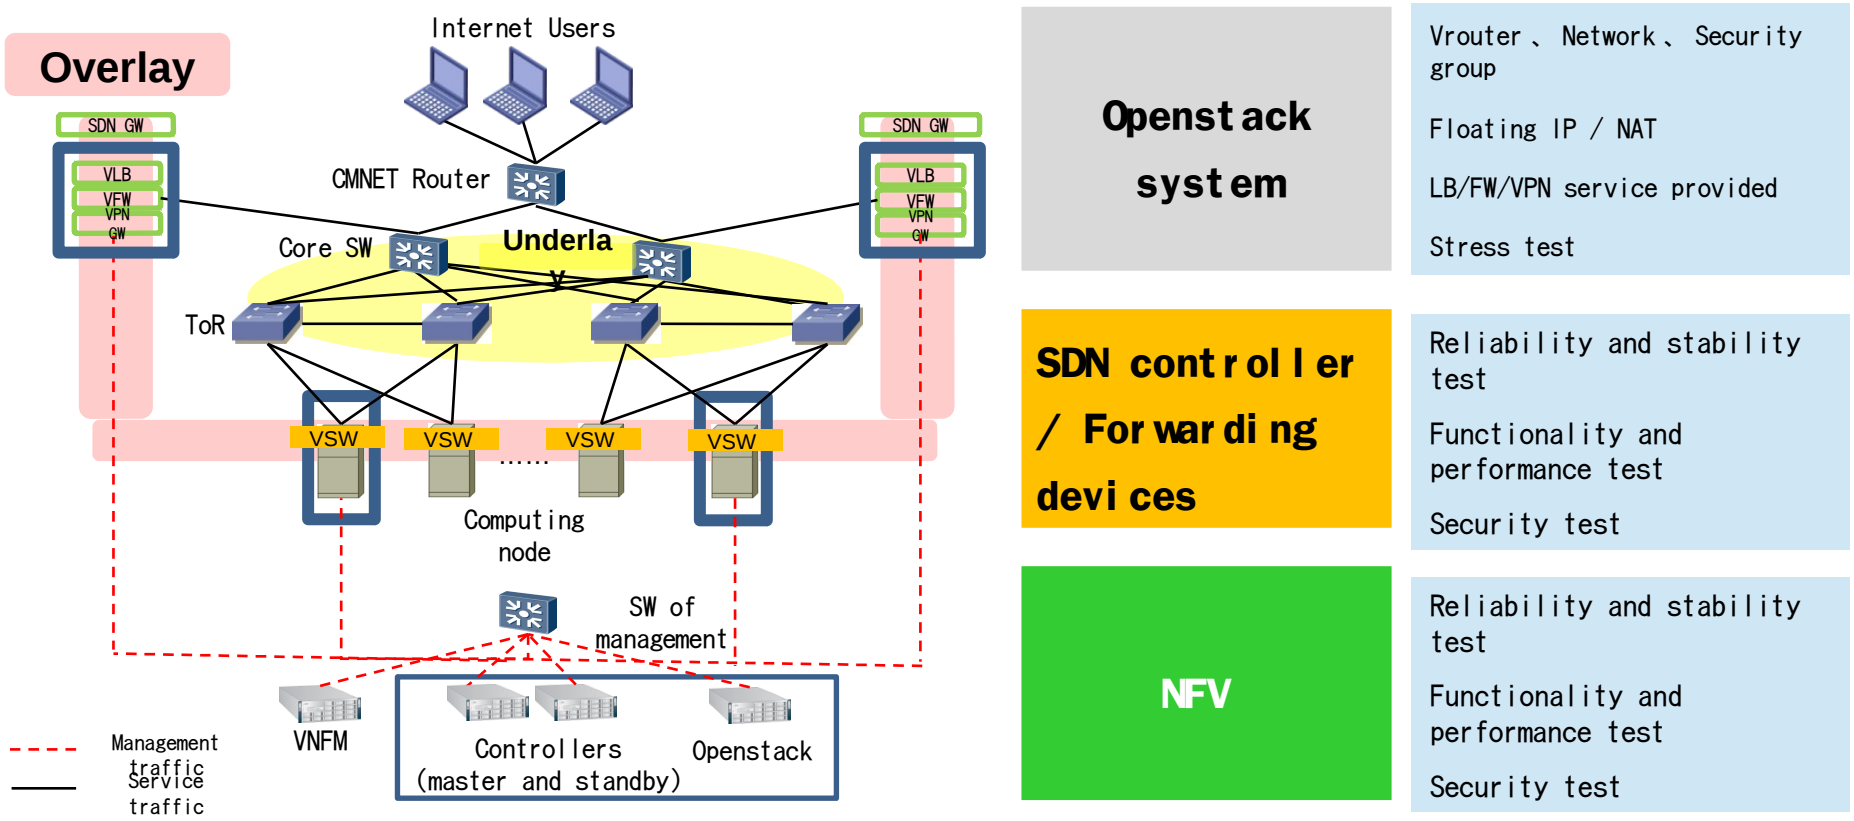 Overlay
Internet Users
SDN GW
VLB
VFW
VPN
GW
CMNET Router
SDN GW
VLB
VFW
VPN
GW
Core SW
Underla
y
ToR
VSW
VSW
VSW
VSW
......
Computing
node
SW of
management
VNFM
Controllers
(master and standby)
Openstack
Management
traffic
Service
traffic
Openstack
system
Vrouter、Network、Security
group
Floating IP / NAT
LB/FW/VPN service provided
Stress test
SDN controller
/ Forwarding
devices
Reliability and stability
test
Functionality and
performance test
Security test
NFV
Reliability and stability
test
Functionality and
performance test
Security test